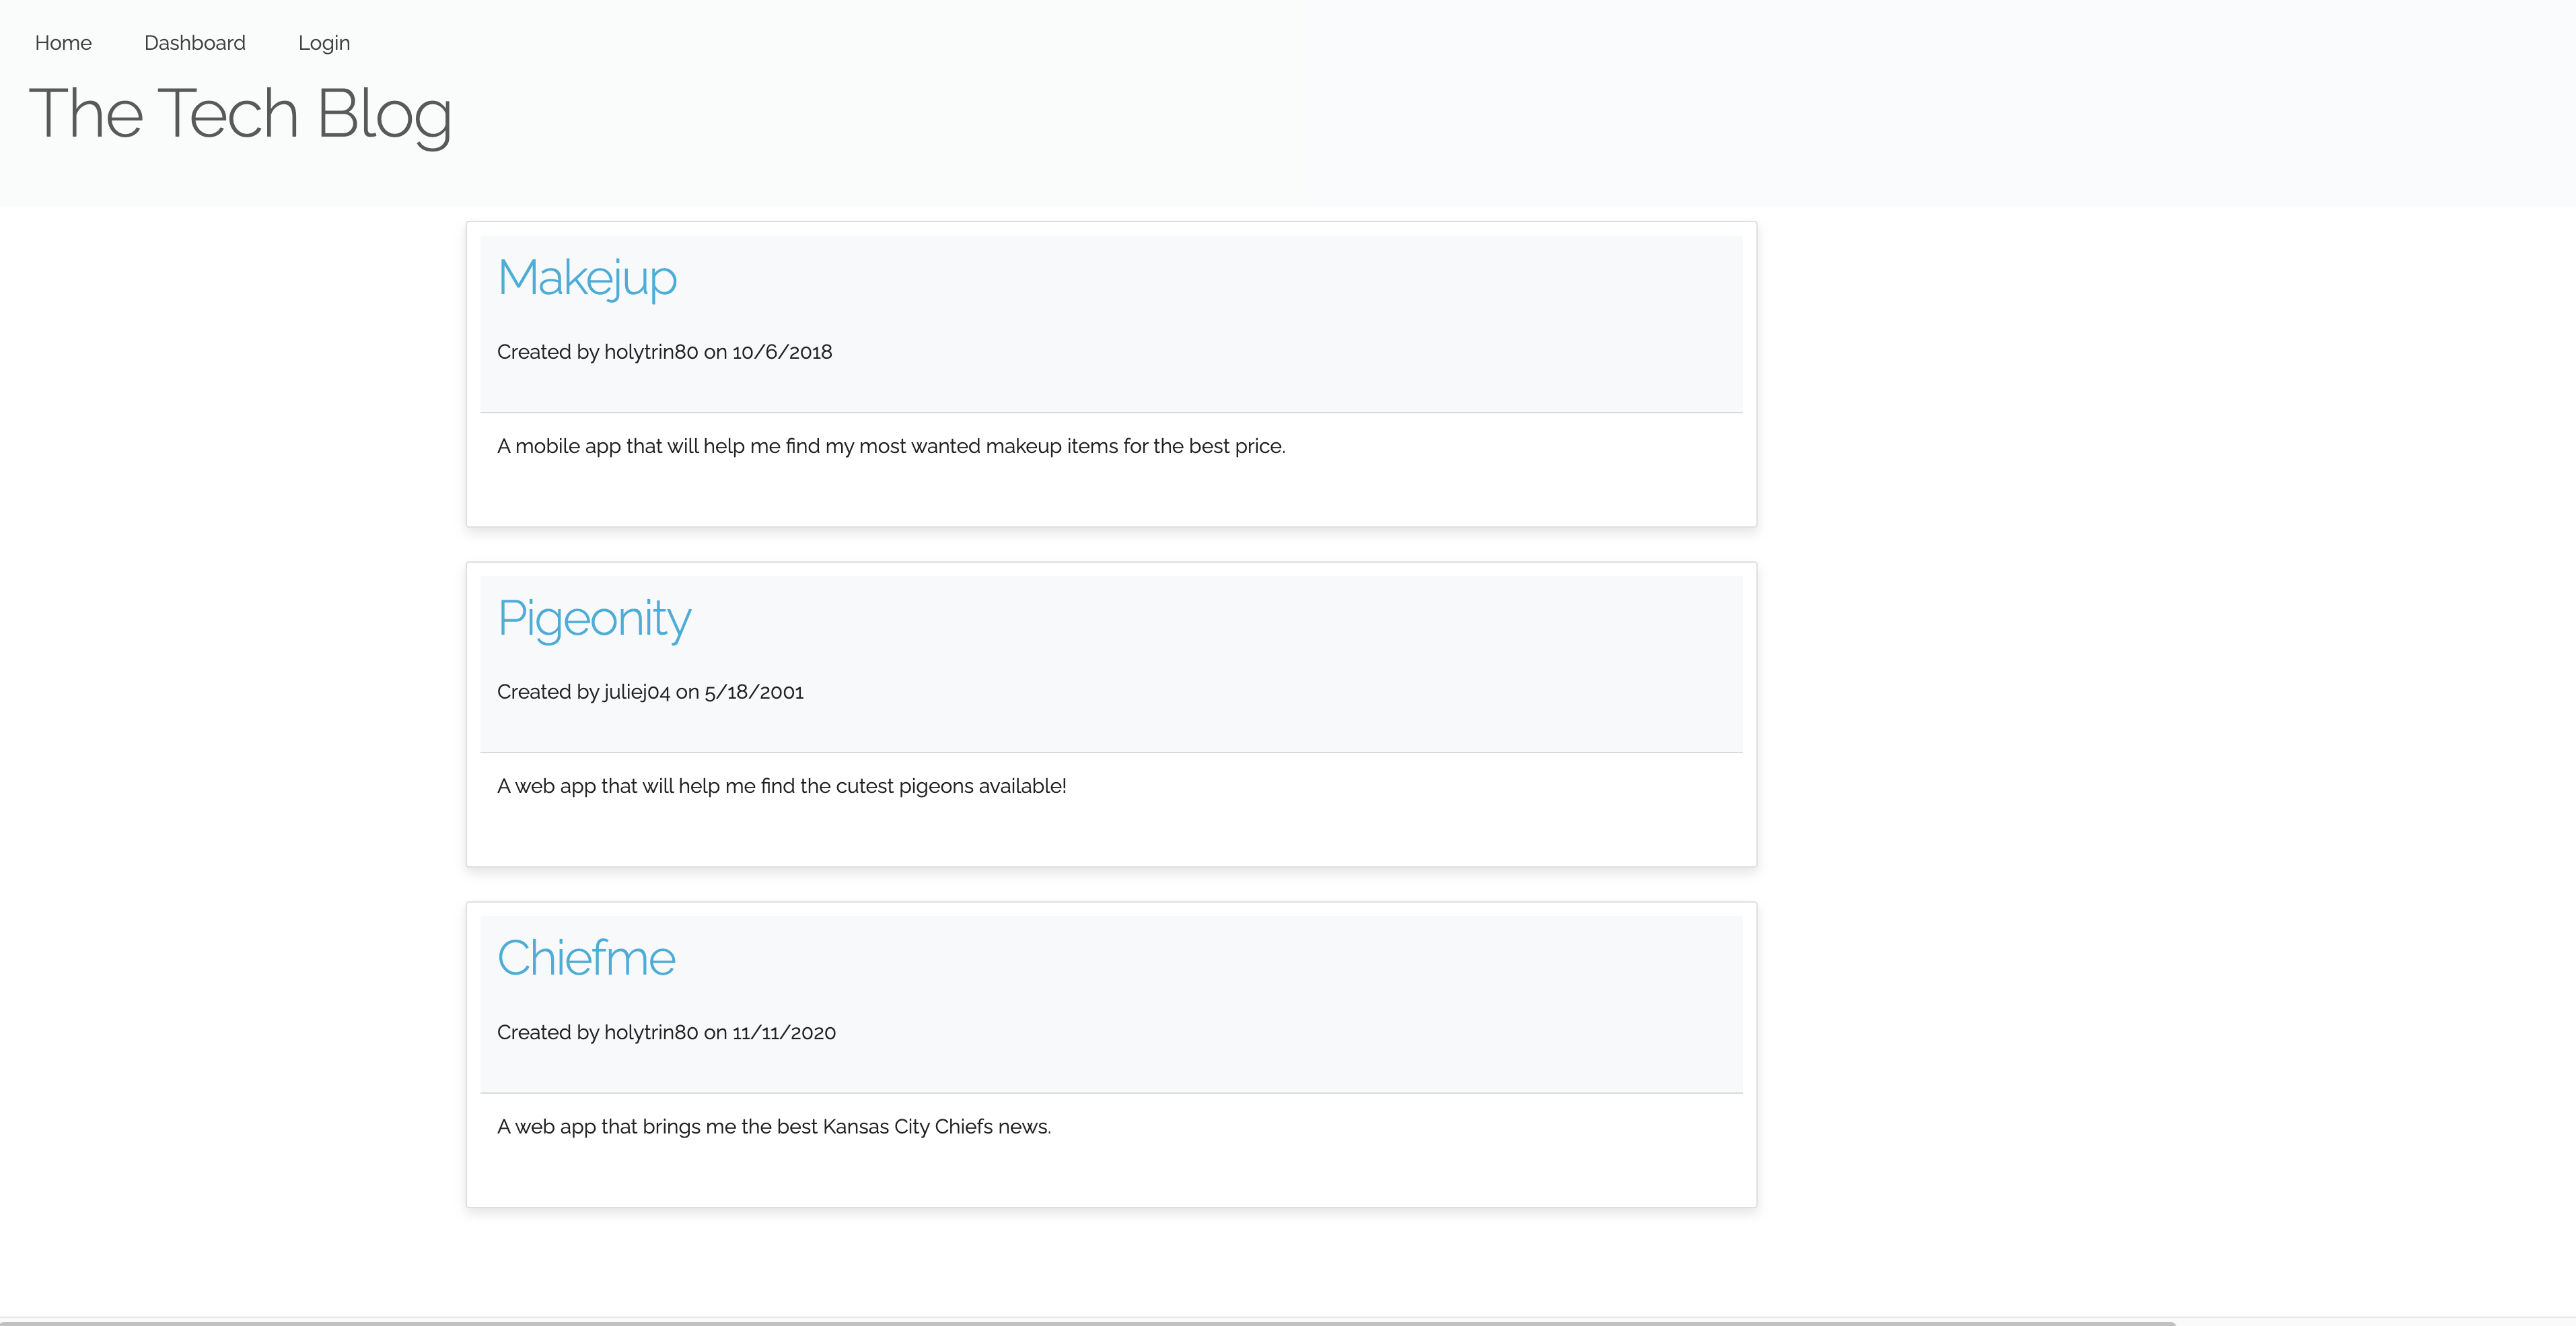 Home Dashboard Login
The Tech Blog
Makejup
Created by holytrin80 on 10/6/2018
A mobile app that will help me find my most wanted makeup items for the best price.
Pigeonity
Created by juliej04 on 5/18/2001
A web app that will help me find the cutest pigeons available!
Chiefme
Created by holytrin80 on 11/11/2020
A web app that brings me the best Kansas City Chiefs news.